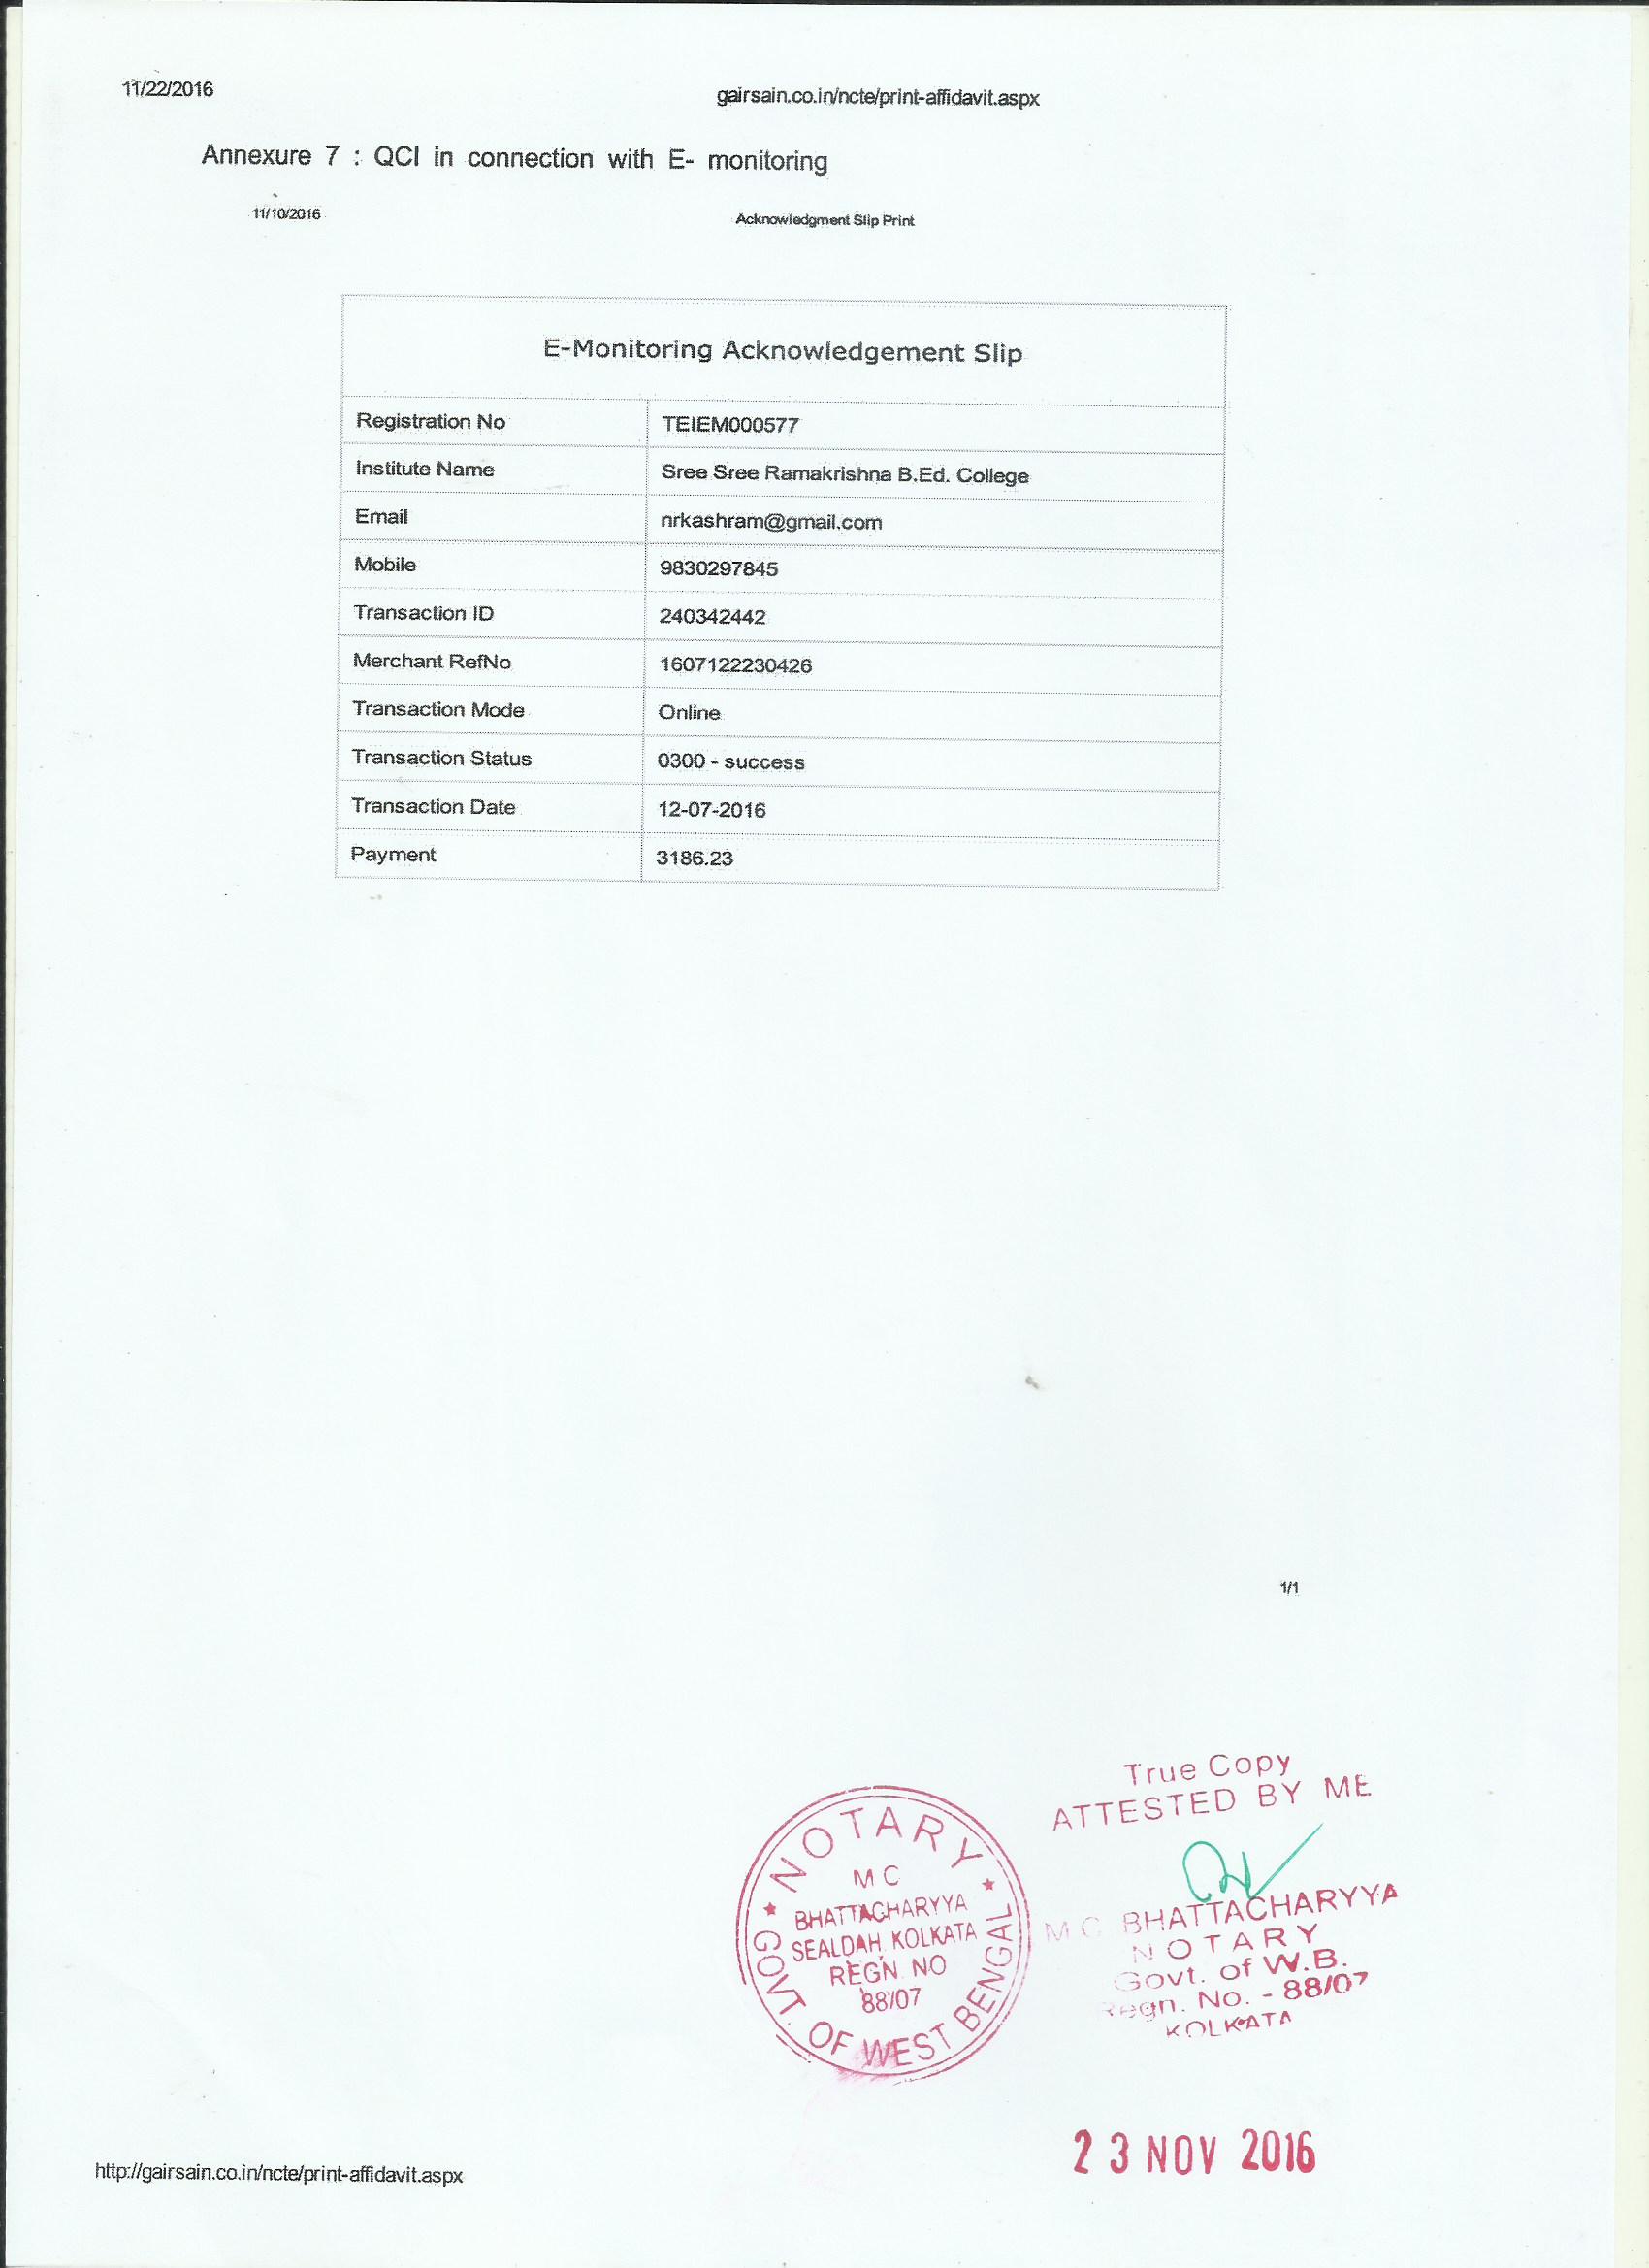 11/22/2016
gairsain.co.in/ncte/print-affidavit.aspx
Annexure 7 : QCI in connection with E- monitoring
11/10/2016
Acknowledgment Slip Print
E-Monitoring Acknowledgement Slip
Registration No TEIEM000577
Institute Name Sree Sree Ramakrishna B.Ed. College
Email nrkashram@gmail.com
Mobile 9830297845
Transaction ID 240342442
Merchant RefNo 1607122230426
Transaction Mode Online
Transaction Status 0300 - success
Transaction Date 12-07-2016
Payment 3186.23
1/1
True Copy
ATTESTED BY ME
M C BHATTACHARYYA
NOTARY
Govt. of W.B.
Regn. No. - 88/07
KOLKATA
NOTARY
M C
BHATTACHARYYA
SEALDAH, KOLKATA
REGN. NO
88/07
GOVT. OF WEST BENGAL
23 NOV 2016
http://gairsain.co.in/ncte/print-affidavit.aspx